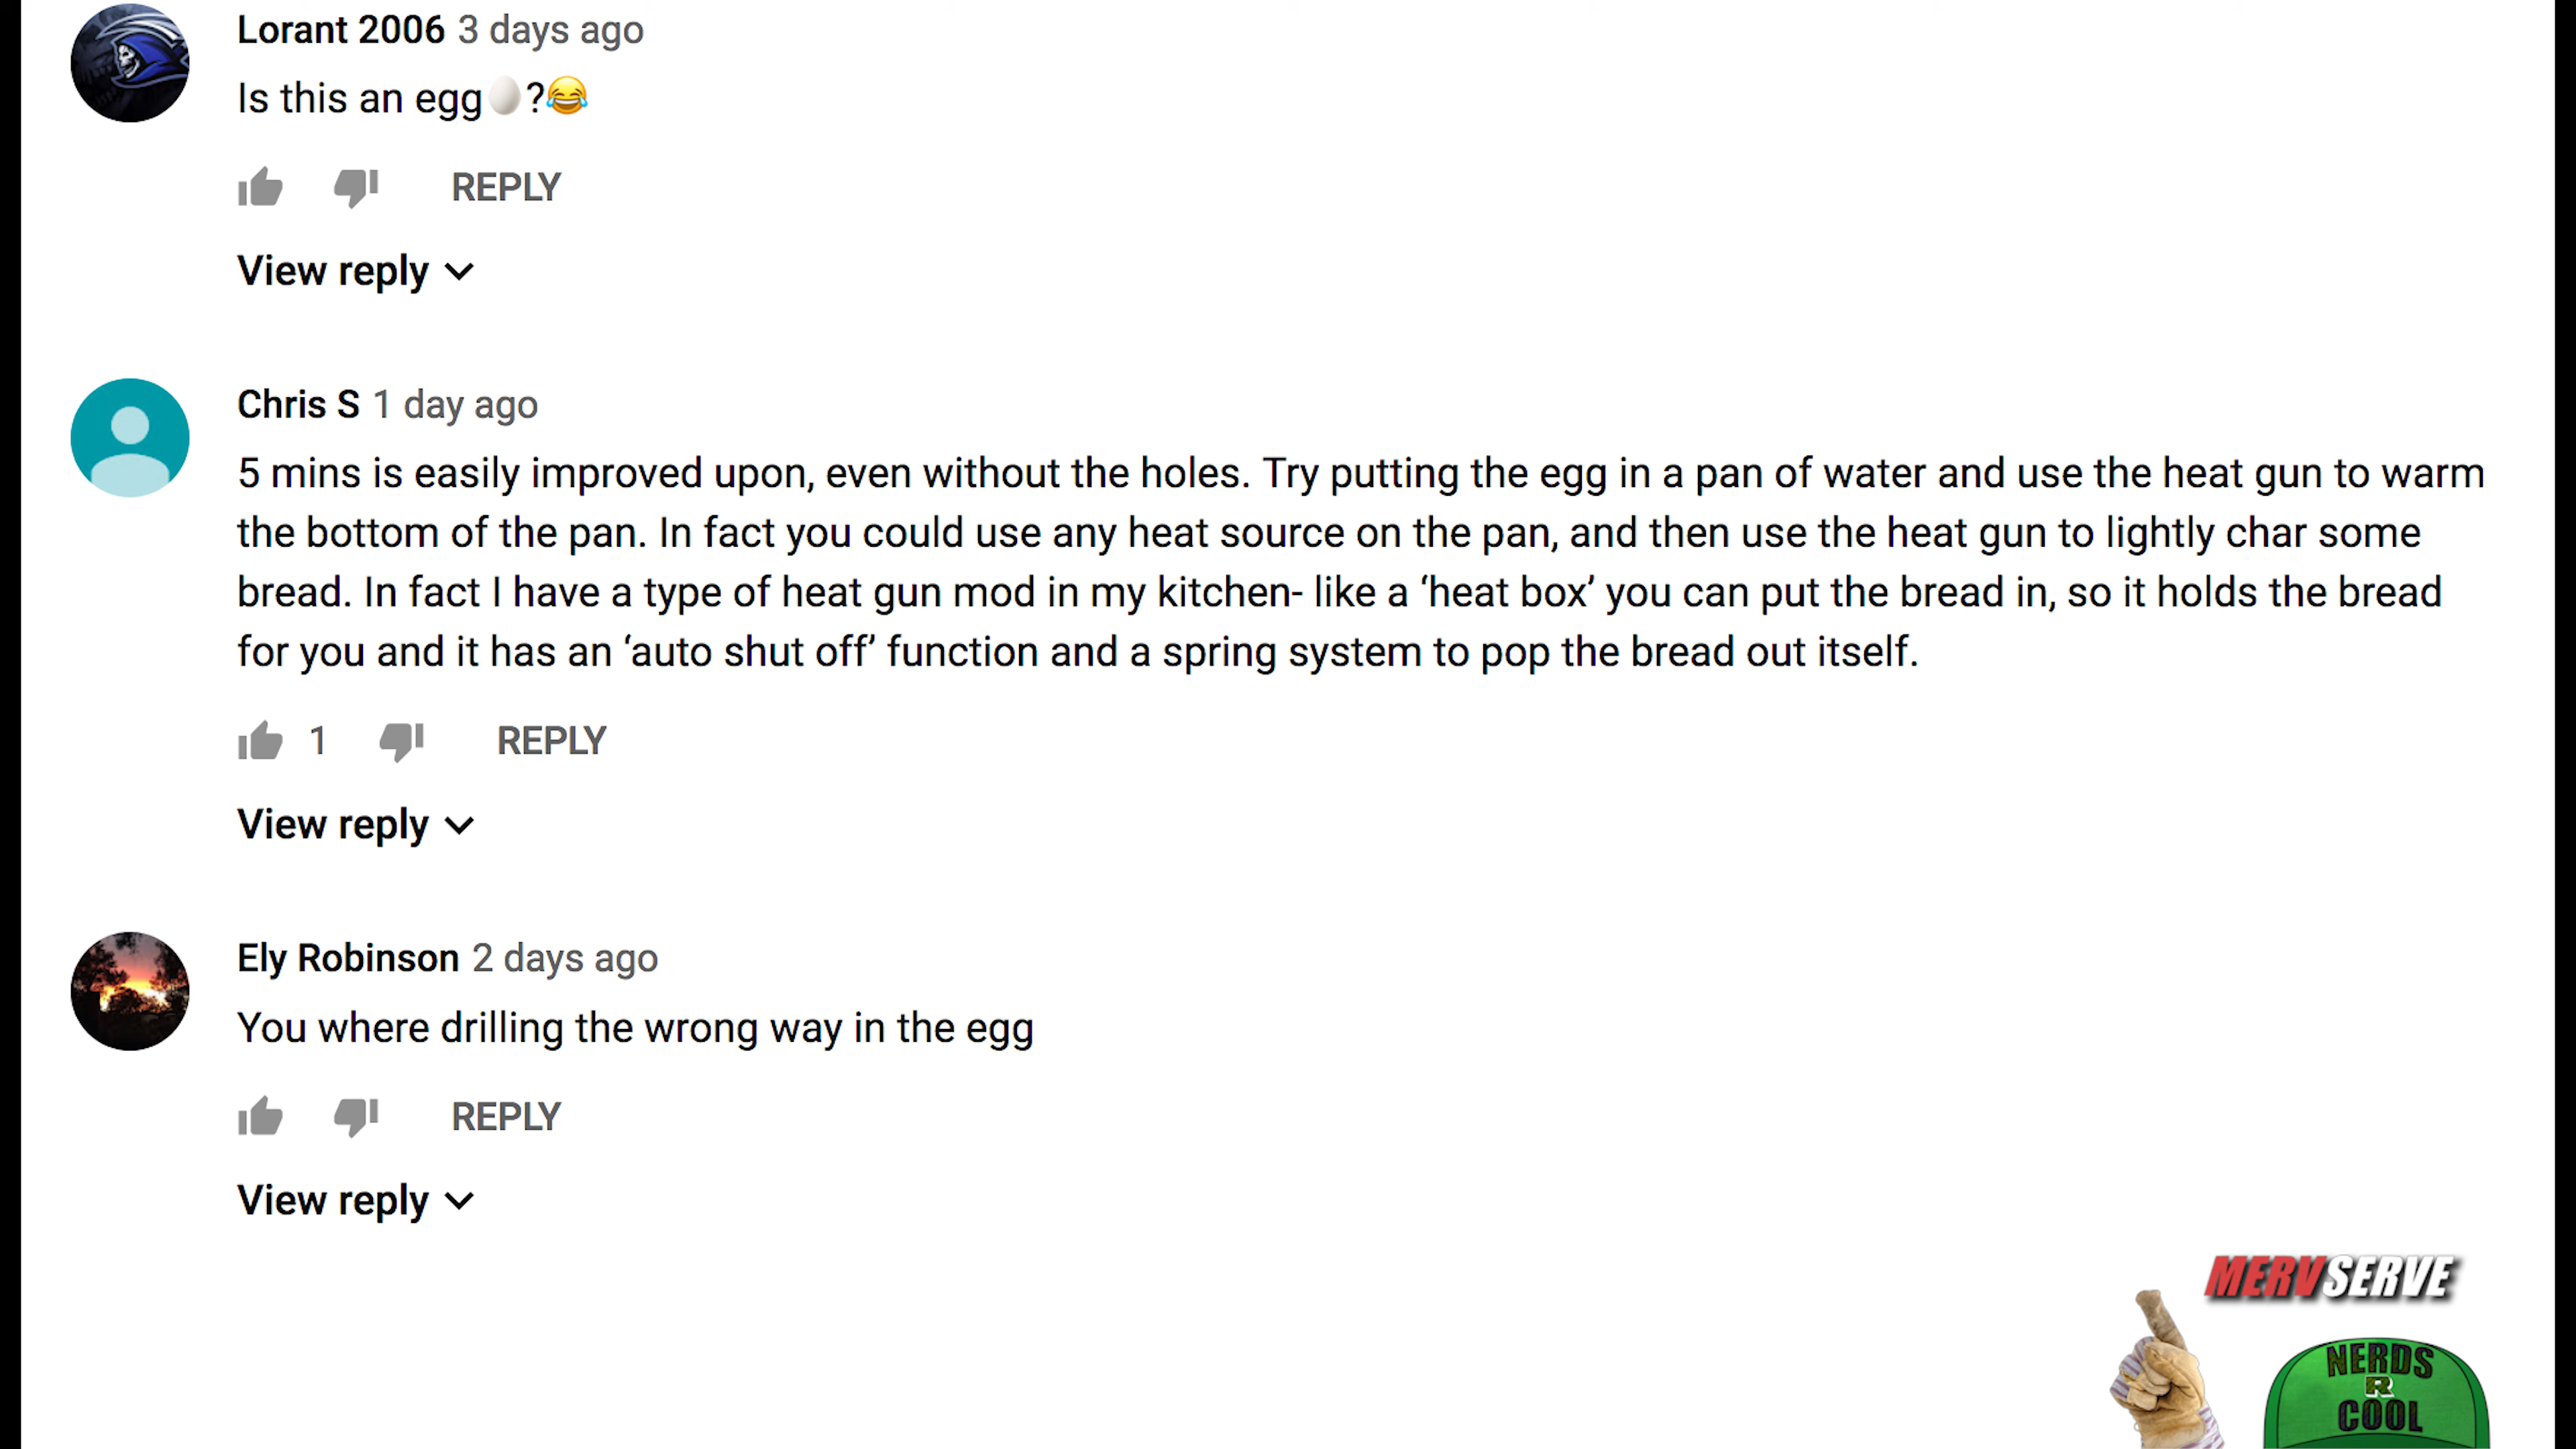 Lorant 2006 3 days ago
Is this an egg🥚?😂
REPLY
View reply
Chris S 1 day ago
5 mins is easily improved upon, even without the holes. Try putting the egg in a pan of water and use the heat gun to warm
the bottom of the pan. In fact you could use any heat source on the pan, and then use the heat gun to lightly char some
bread. In fact I have a type of heat gun mod in my kitchen- like a ‘heat box’ you can put the bread in, so it holds the bread
for you and it has an ‘auto shut off’ function and a spring system to pop the bread out itself.
1 REPLY
View reply
Ely Robinson 2 days ago
You where drilling the wrong way in the egg
REPLY
View reply
MERVSERVE
NERDS
R
COOL